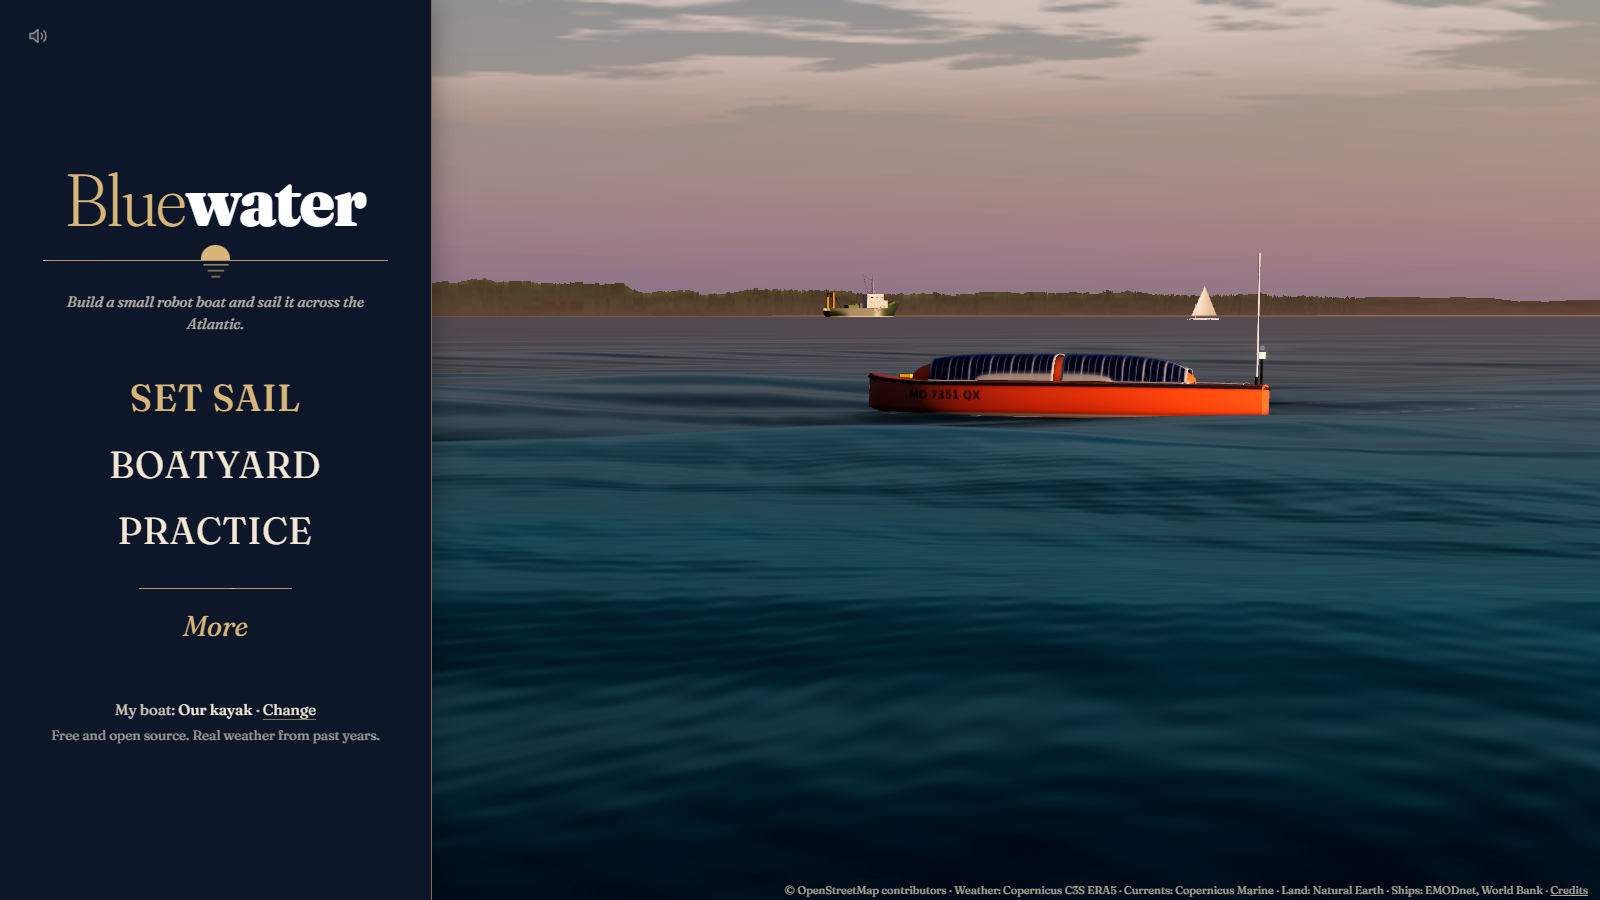 Bluewater
Build a small robot boat and sail it across the
Atlantic.
SET SAIL
BOATYARD
PRACTICE
More
My boat: Our kayak · Change
Free and open source. Real weather from past years.
MD 7351 QX
© OpenStreetMap contributors · Weather: Copernicus C3S ERA5 · Currents: Copernicus Marine · Land: Natural Earth · Ships: EMODnet, World Bank · Credits